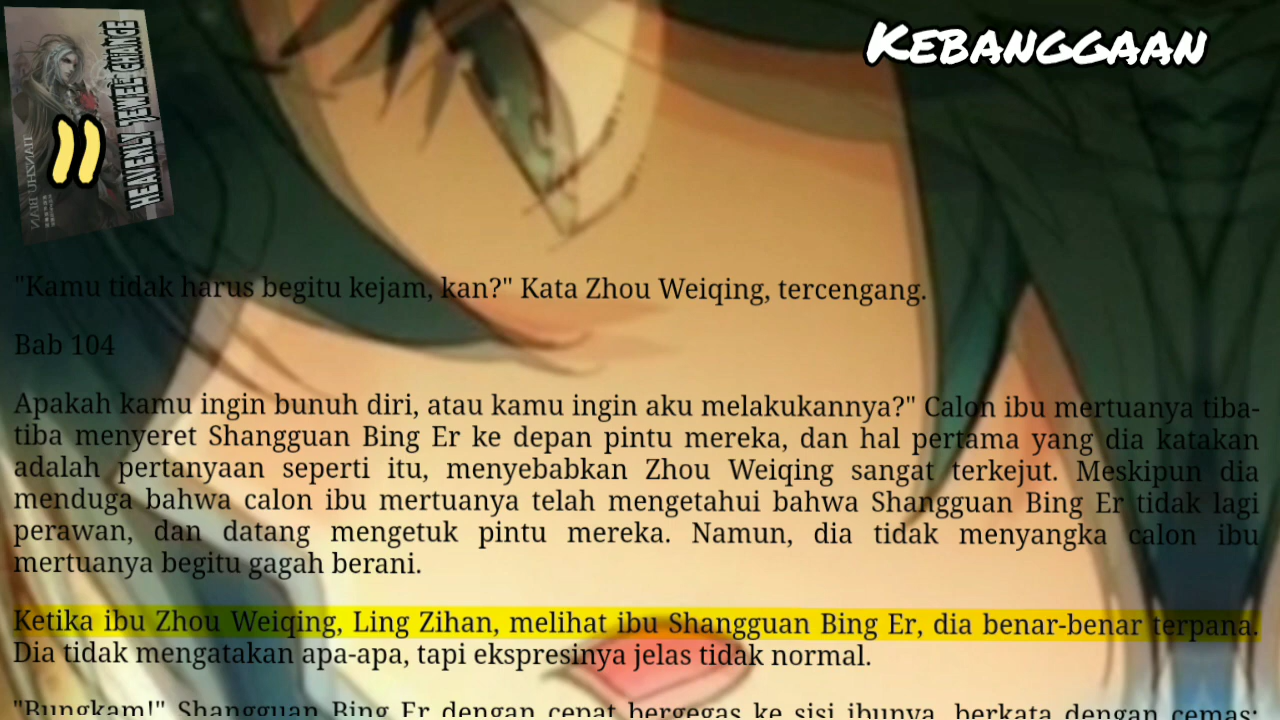 HEAVENLY JEWEL CHANGE
TIANZHU BIAN
11
KEBANGGAAN
"Kamu tidak harus begitu kejam, kan?" Kata Zhou Weiqing, tercengang.
Bab 104
Apakah kamu ingin bunuh diri, atau kamu ingin aku melakukannya?" Calon ibu mertuanya tiba-
tiba menyeret Shangguan Bing Er ke depan pintu mereka, dan hal pertama yang dia katakan
adalah pertanyaan seperti itu, menyebabkan Zhou Weiqing sangat terkejut. Meskipun dia
menduga bahwa calon ibu mertuanya telah mengetahui bahwa Shangguan Bing Er tidak lagi
perawan, dan datang mengetuk pintu mereka. Namun, dia tidak menyangka calon ibu
mertuanya begitu gagah berani.
Ketika ibu Zhou Weiqing, Ling Zihan, melihat ibu Shangguan Bing Er, dia benar-benar terpana.
Dia tidak mengatakan apa-apa, tapi ekspresinya jelas tidak normal.
"Bungkam!" Shangguan Bing Er dengan cepat bergegas ke sisi ibunya, berkata dengan cemas: